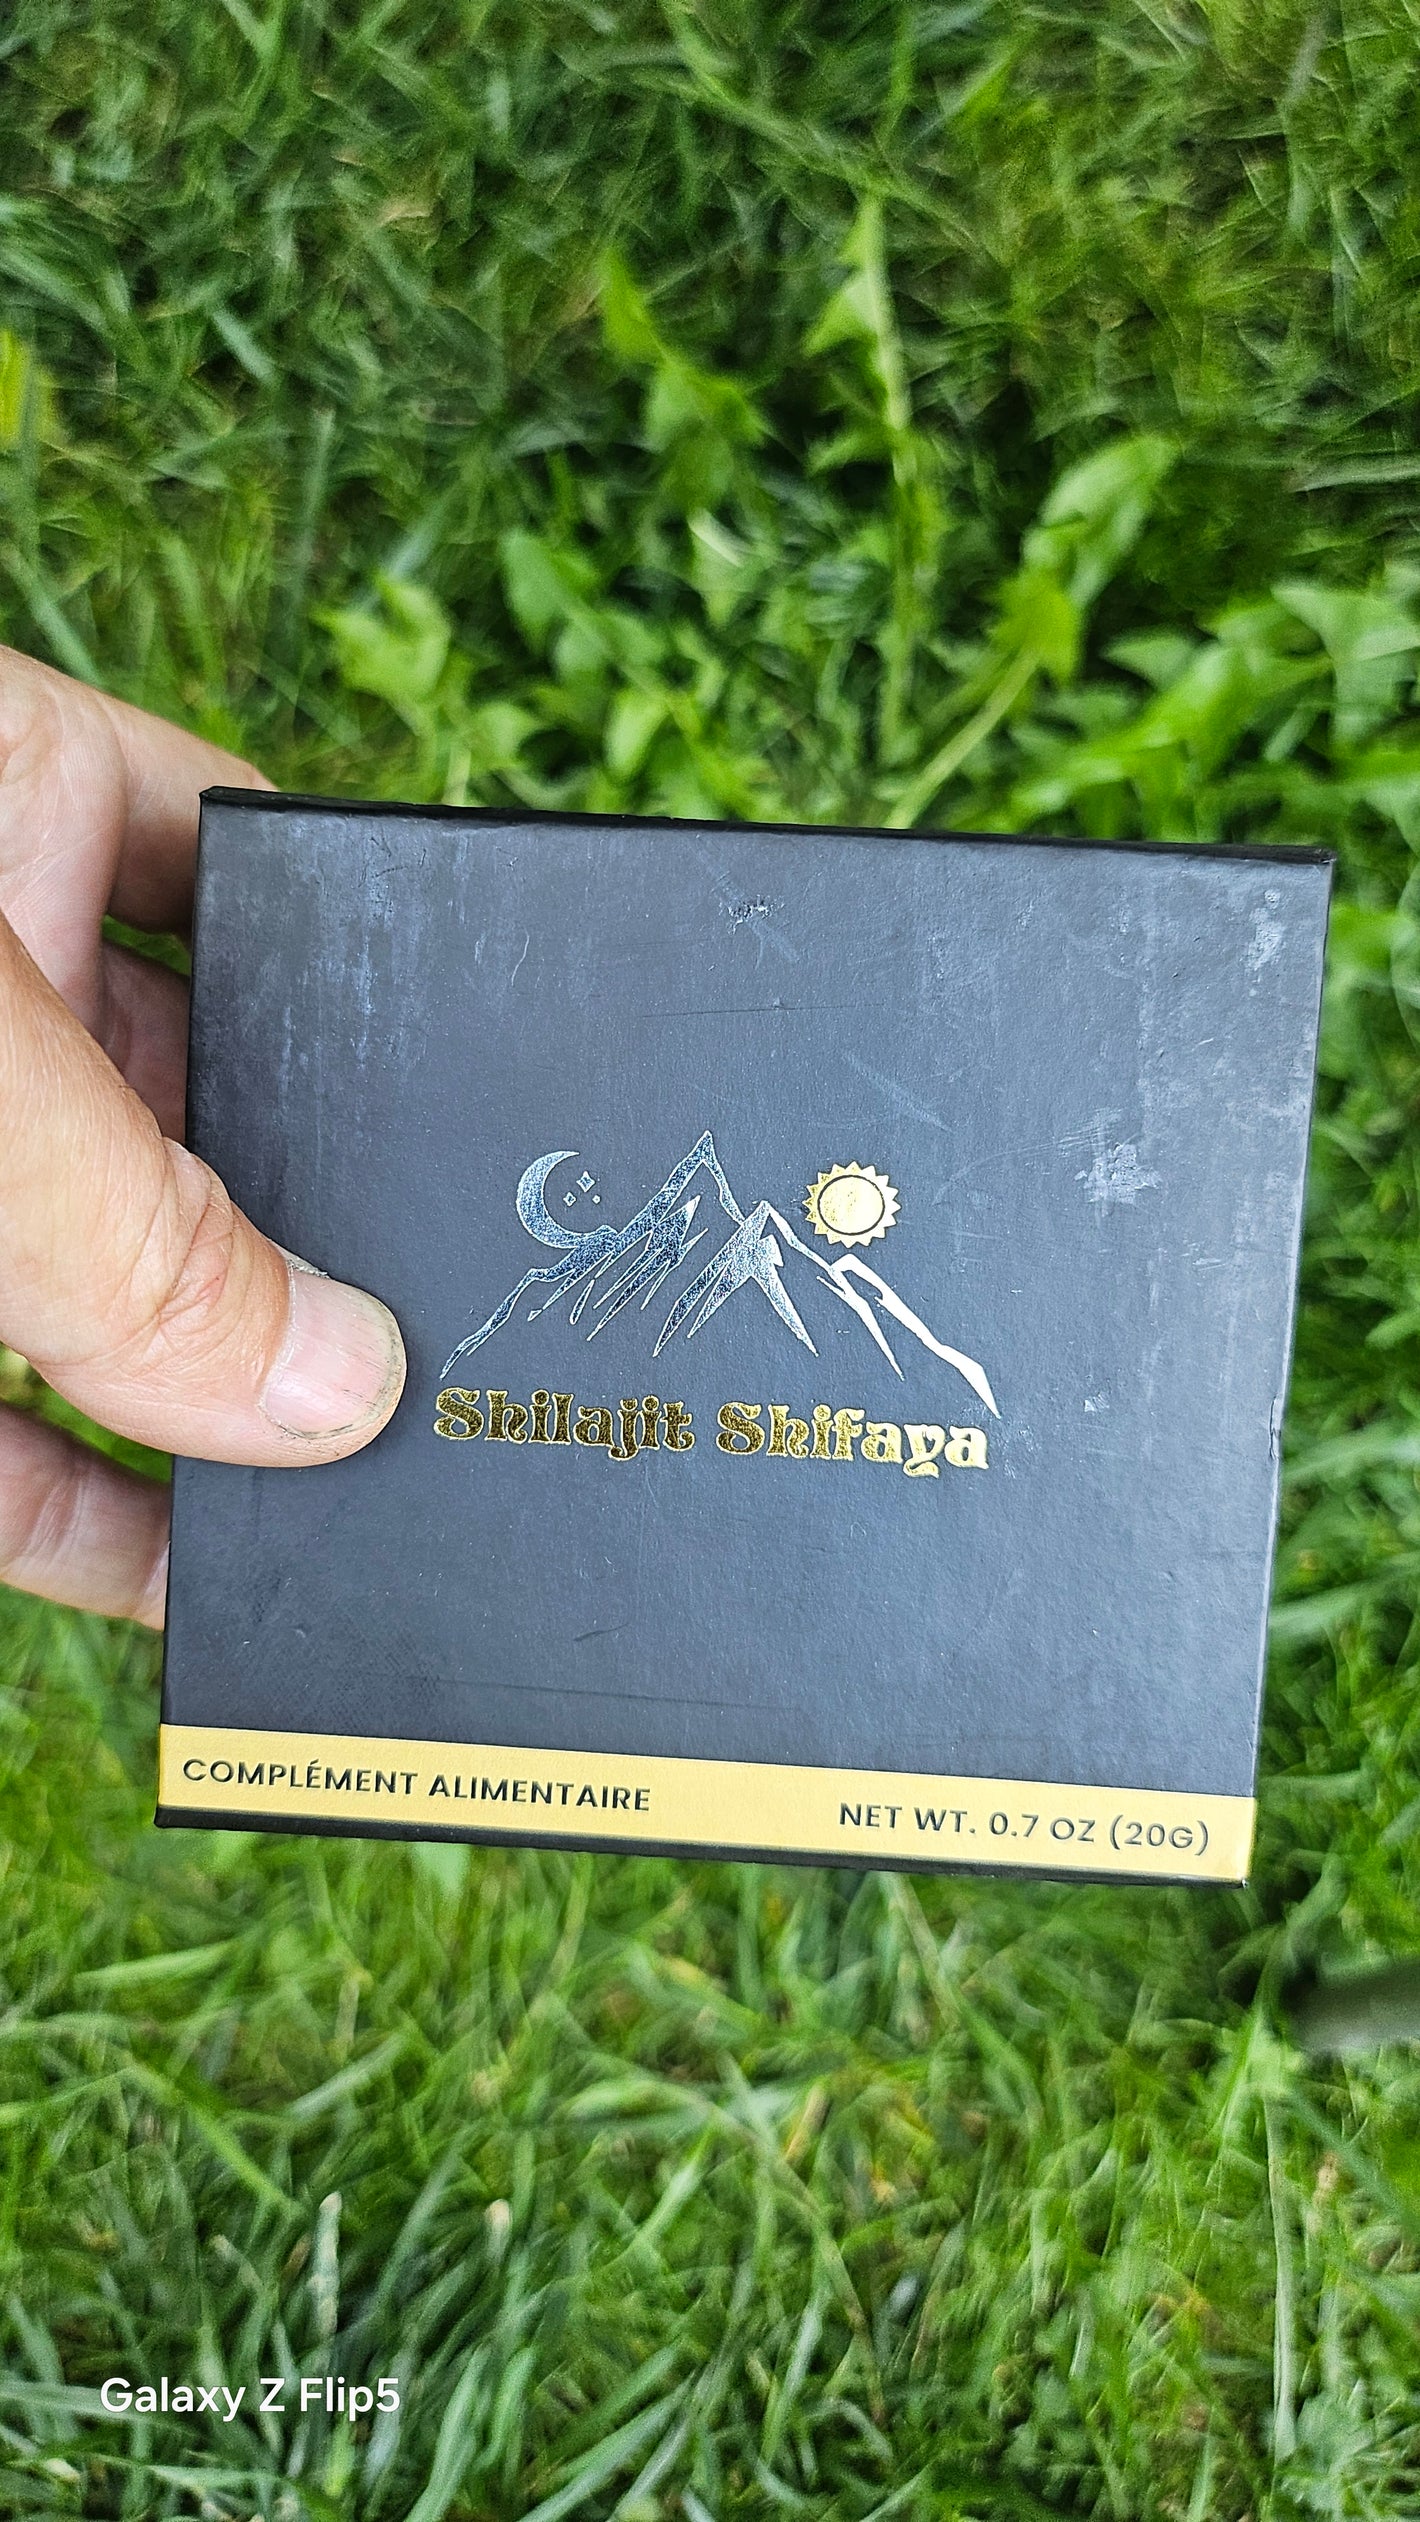 Shilajit Shifaya
COMPLÉMENT ALIMENTAIRE
NET WT. 0.7 OZ (20G)
Galaxy Z Flip5